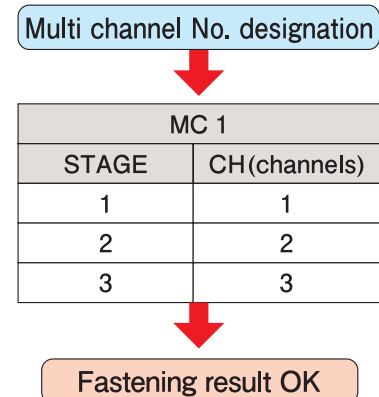 Multi channel No. designation
MC 1
STAGE CH(channels)
1 1
2 2
3 3
Fastening result OK